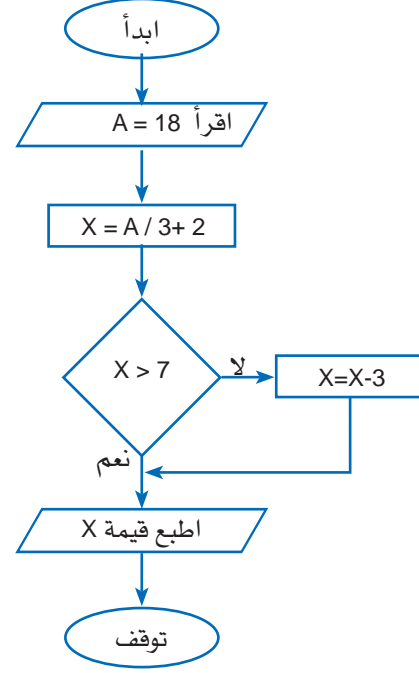 ابدأ
اقرأ A = 18
X = A / 3+ 2
X > 7
لا
X=X-3
نعم
اطبع قيمة X
توقف